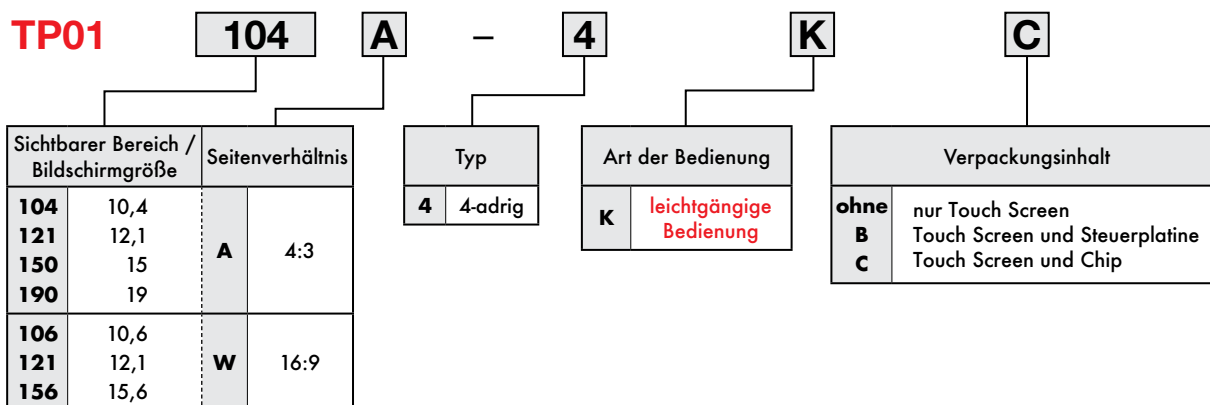 TP01 104 A – 4 K C
Sichtbarer Bereich /
Bildschirmgröße
Seitenverhältnis
104 10,4
121 12,1
150 15
190 19
A 4:3
106 10,6
121 12,1
156 15,6
W 16:9
Typ
4 4-adrig
Art der Bedienung
K leichtgängige
Bedienung
Verpackungsinhalt
ohne nur Touch Screen
B Touch Screen und Steuerplatine
C Touch Screen und Chip